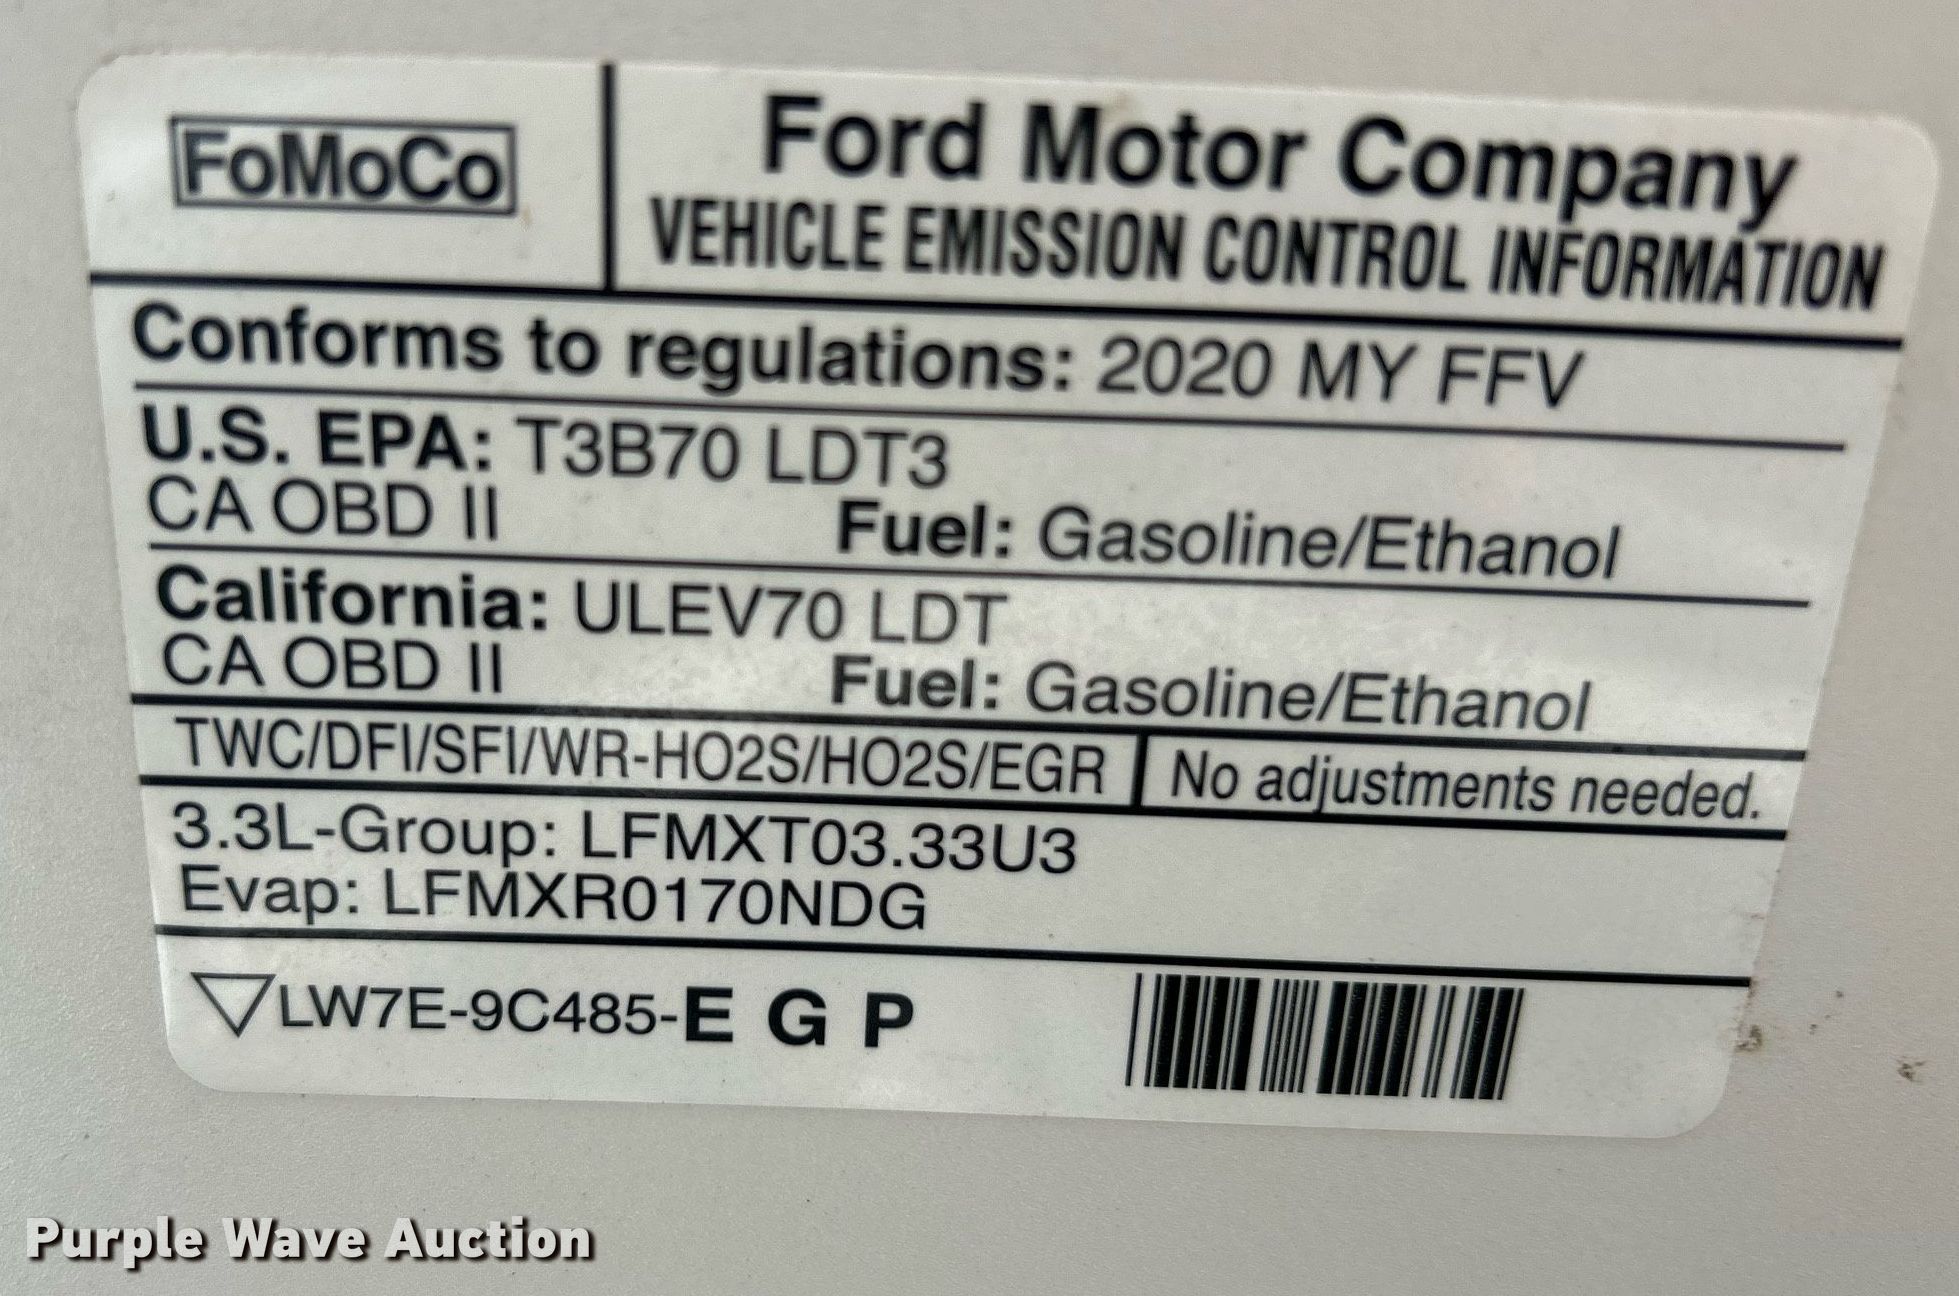 FoMoCo
Ford Motor Company
VEHICLE EMISSION CONTROL INFORMATION
Conforms to regulations: 2020 MY FFV
U.S. EPA: T3B70 LDT3
CA OBD II Fuel: Gasoline/Ethanol
California: ULEV70 LDT
CA OBD II Fuel: Gasoline/Ethanol
TWC/DFI/SFI/WR-HO2S/HO2S/EGR No adjustments needed.
3.3L-Group: LFMXT03.33U3
Evap: LFMXR0170NDG
LW7E-9C485-E G P
Purple Wave Auction